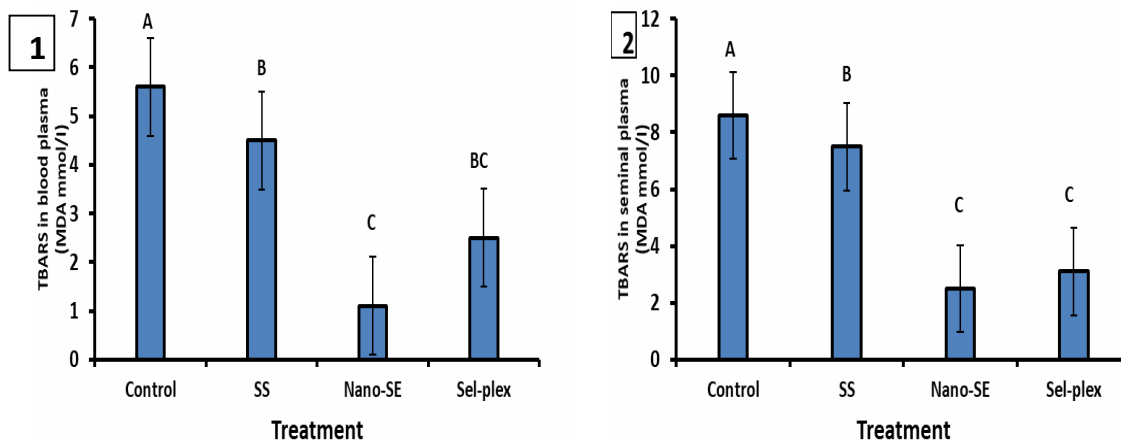 1
TBARS in blood plasma
(MDA mmol/l)
7
6
5
4
3
2
1
0
A
B
C
BC
Control SS Nano-SE Sel-plex
Treatment
2
TBARS in seminal plasma
(MDA mmol/l)
12
10
8
6
4
2
0
A
B
C
C
Control SS Nano-SE Sel-plex
Treatment